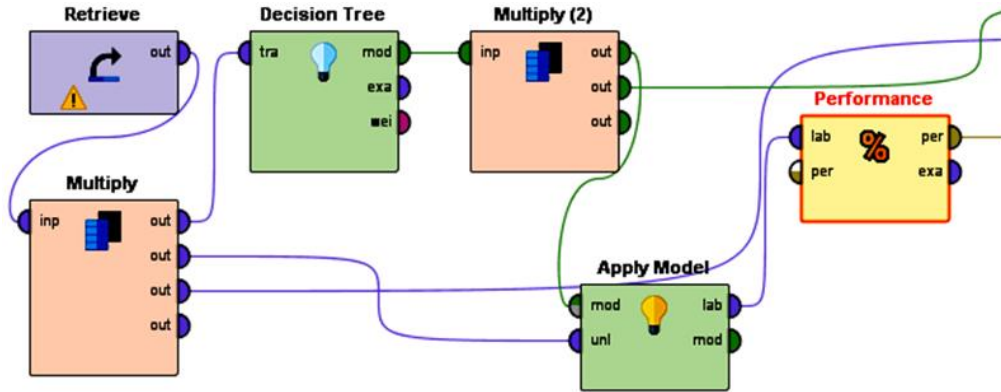 Retrieve
out
Decision Tree
tra
mod
exa
wei
Multiply (2)
inp
out
out
out
Performance
lab
per
per
exa
%
Multiply
inp
out
out
out
out
Apply Model
mod
lab
unl
mod